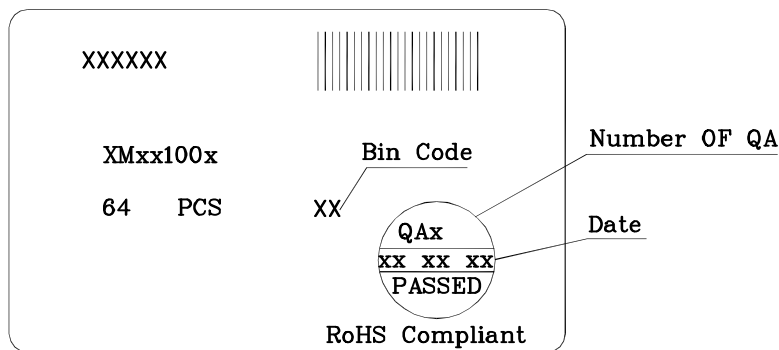 XXXXXX
XMxx100x
Bin Code
Number OF QA
64 PCS
XX
QAx
Date
xx xx xx
PASSED
RoHS Compliant